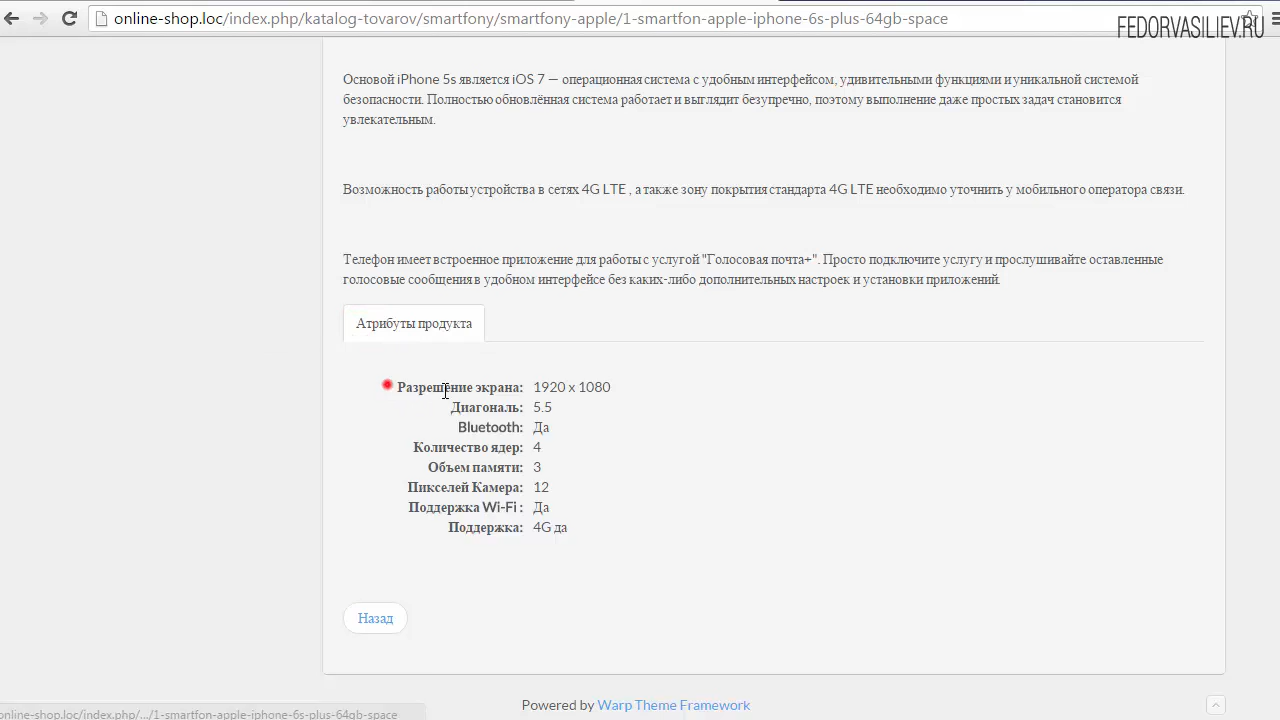 online-shop.loc/index.php/katalog-tovarov/smartfony/smartfony-apple/1-smartfon-apple-iphone-6s-plus-64gb-space
FEDORVASILIEV.RU
Основой iPhone 5s является iOS 7 — операционная система с удобным интерфейсом, удивительными функциями и уникальной системой
безопасности. Полностью обновлённая система работает и выглядит безупречно, поэтому выполнение даже простых задач становится
увлекательным.
Возможность работы устройства в сетях 4G LTE , а также зону покрытия стандарта 4G LTE необходимо уточнить у мобильного оператора связи.
Телефон имеет встроенное приложение для работы с услугой "Голосовая почта+". Просто подключите услугу и прослушивайте оставленные
голосовые сообщения в удобном интерфейсе без каких-либо дополнительных настроек и установки приложений.
Атрибуты продукта
Разрешение экрана: 1920 x 1080
Диагональ: 5.5
Bluetooth: Да
Количество ядер: 4
Объем памяти: 3
Пикселей Камера: 12
Поддержка Wi-Fi : Да
Поддержка: 4G да
Назад
Powered by Warp Theme Framework
online-shop.loc/index.php/.../1-smartfon-apple-iphone-6s-plus-64gb-space